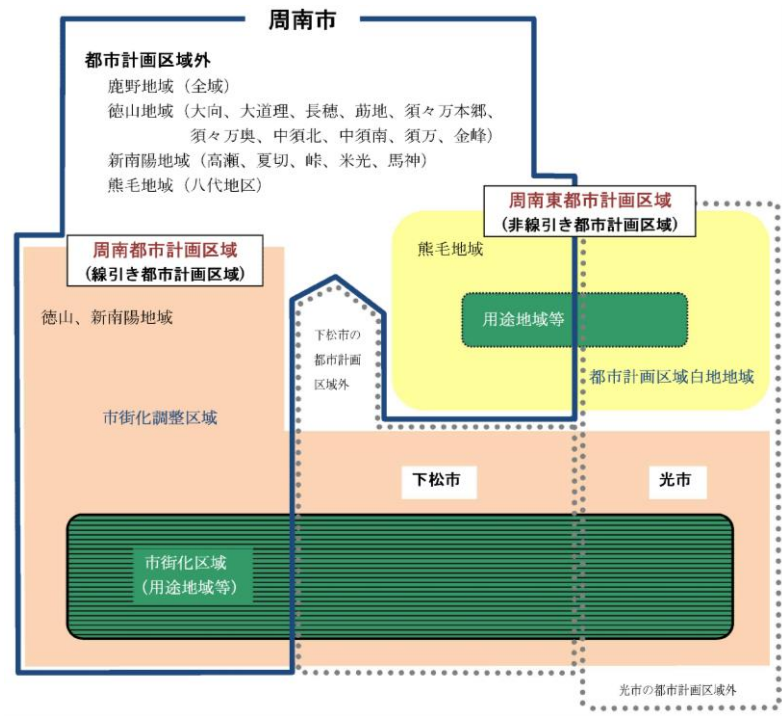 周南市
都市計画区域外
鹿野地域（全域）
徳山地域（大向、大道理、長穂、莇地、須々万本郷、
須々万奥、中須北、中須南、須万、金峰）
新南陽地域（高瀬、夏切、峠、米光、馬神）
熊毛地域（八代地区）
周南東都市計画区域
(非線引き都市計画区域)
周南都市計画区域
(線引き都市計画区域)
熊毛地域
徳山、新南陽地域
用途地域等
下松市の
都市計画
区域外
都市計画区域白地地域
市街化調整区域
下松市
光市
市街化区域
（用途地域等）
光市の都市計画区域外